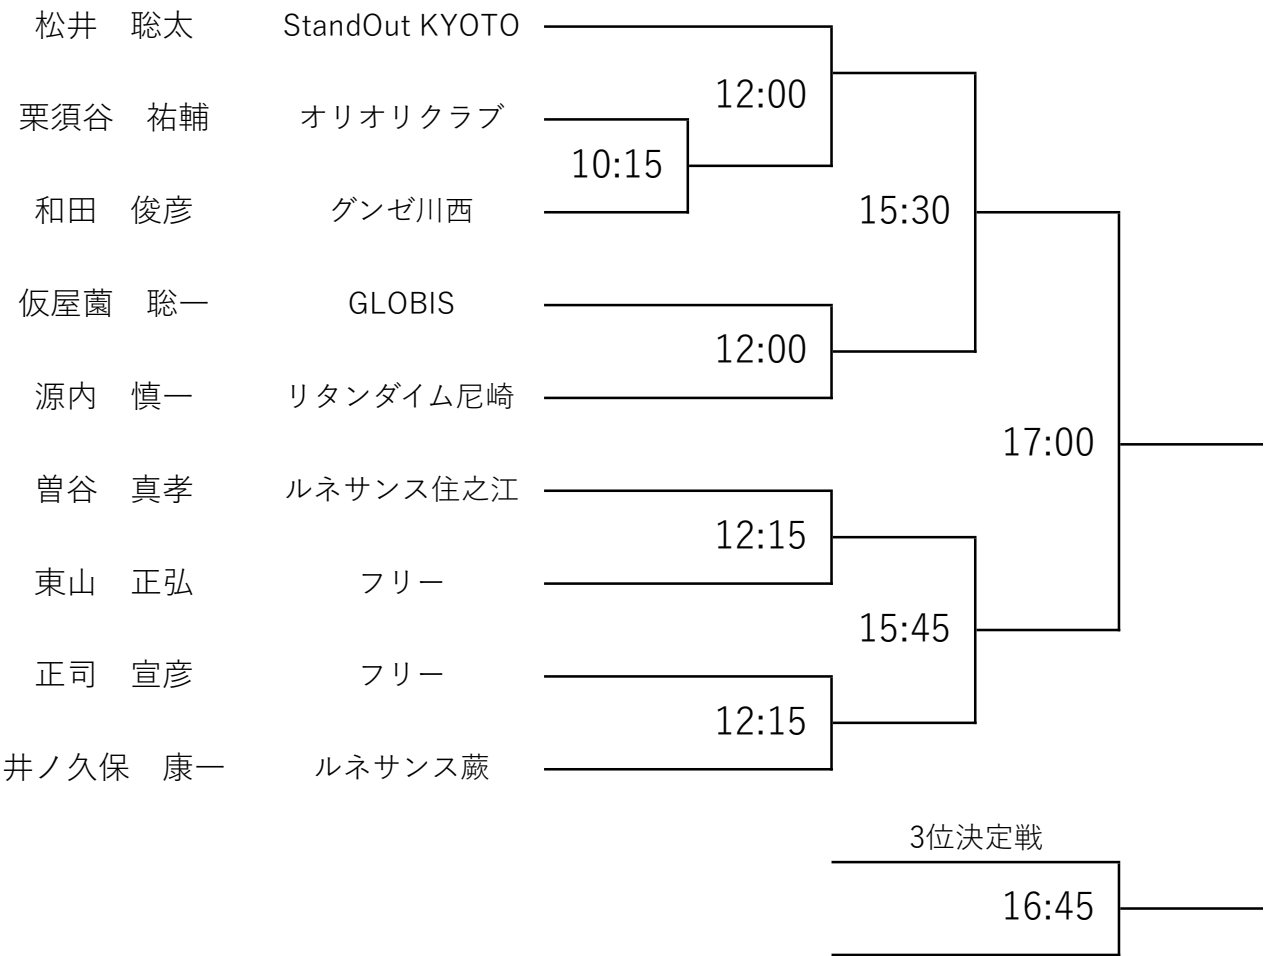 松井　聡太　StandOut KYOTO
12:00
栗須谷　祐輔　オリオリクラブ
10:15
和田　俊彦　グンゼ川西
15:30
仮屋薗　聡一　GLOBIS
12:00
源内　慎一　リタンダイム尼崎
17:00
曽谷　真孝　ルネサンス住之江
12:15
東山　正弘　フリー
15:45
正司　宣彦　フリー
12:15
井ノ久保　康一　ルネサンス蕨
3位決定戦
16:45